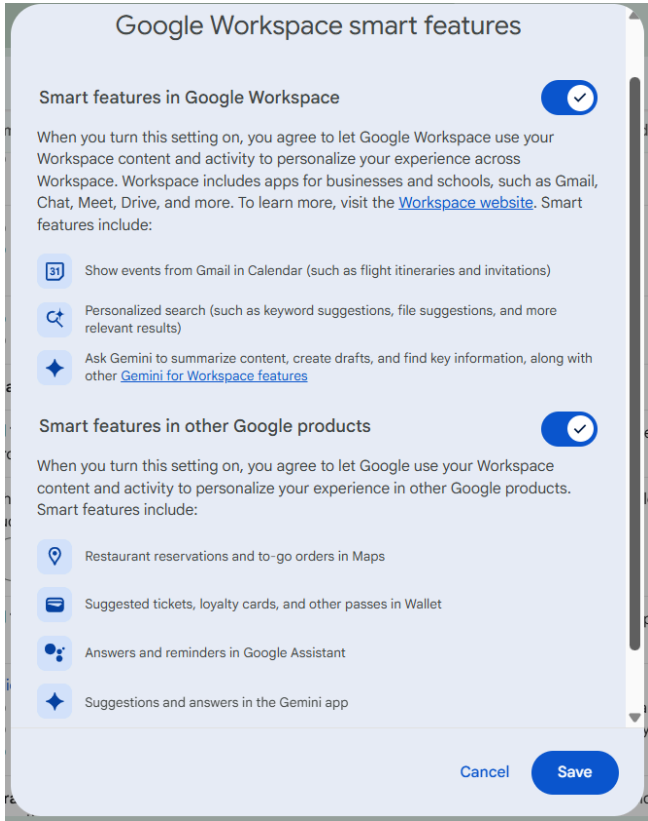 Google Workspace smart features
Smart features in Google Workspace
When you turn this setting on, you agree to let Google Workspace use your
Workspace content and activity to personalize your experience across
Workspace. Workspace includes apps for businesses and schools, such as Gmail,
Chat, Meet, Drive, and more. To learn more, visit the Workspace website. Smart
features include:
31
Show events from Gmail in Calendar (such as flight itineraries and invitations)
Personalized search (such as keyword suggestions, file suggestions, and more
relevant results)
Ask Gemini to summarize content, create drafts, and find key information, along with
other Gemini for Workspace features
Smart features in other Google products
When you turn this setting on, you agree to let Google use your Workspace
content and activity to personalize your experience in other Google products.
Smart features include:
Restaurant reservations and to-go orders in Maps
Suggested tickets, loyalty cards, and other passes in Wallet
Answers and reminders in Google Assistant
Suggestions and answers in the Gemini app
Cancel
Save